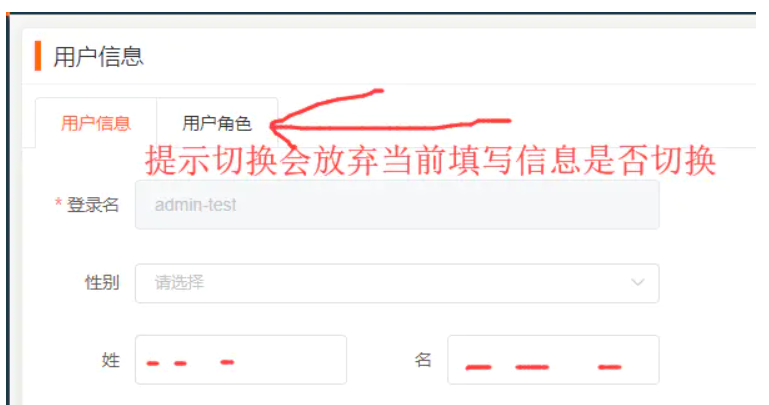 用户信息
用户信息 用户角色
提示切换会放弃当前填写信息是否切换
* 登录名 admin-test
性别 请选择
姓 名